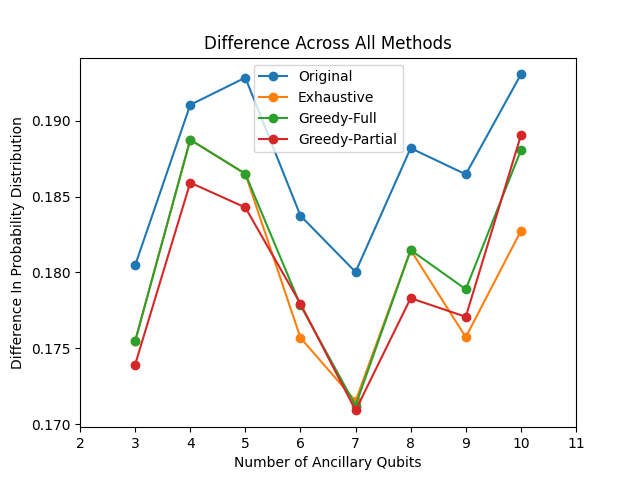 Difference Across All Methods
Original
Exhaustive
Greedy-Full
Greedy-Partial
Difference In Probability Distribution
0.190
0.185
0.180
0.175
0.170
2 3 4 5 6 7 8 9 10 11
Number of Ancillary Qubits